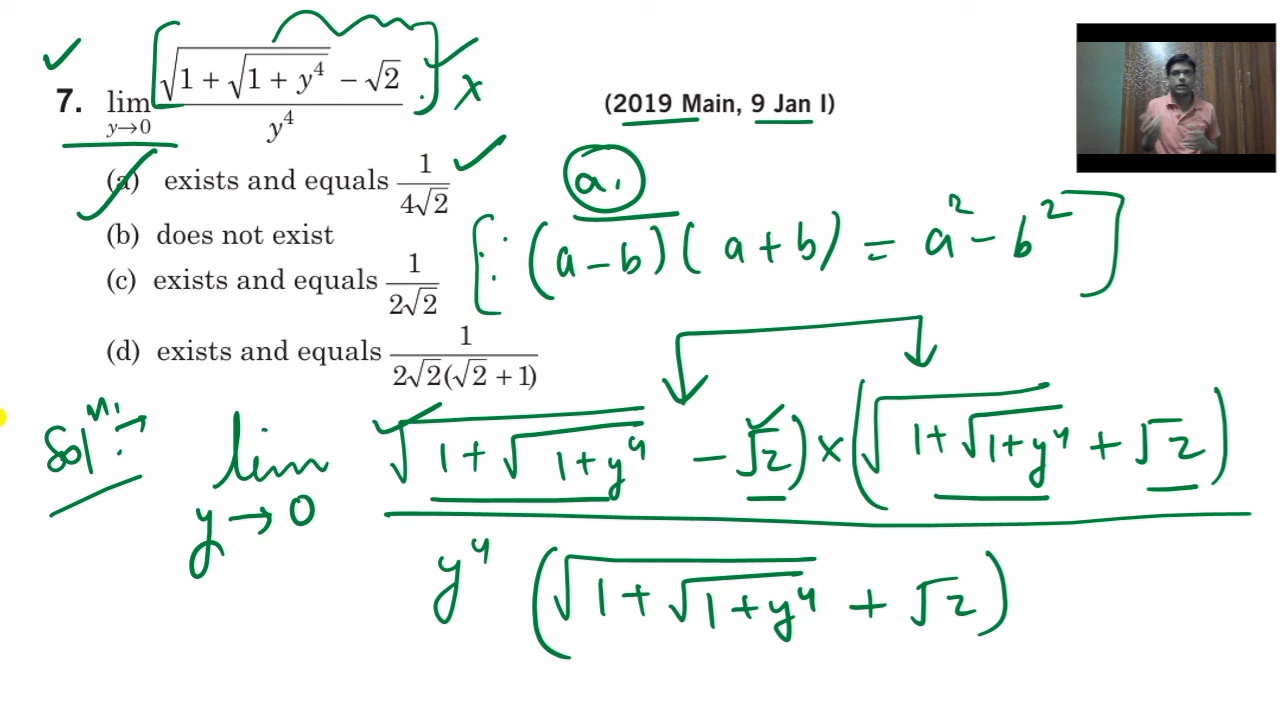 7. lim y→0 [√(1 + √(1 + y⁴)) − √2] / y⁴ × (2019 Main, 9 Jan I)
(a) exists and equals 1/(4√2)
a.
(b) does not exist
[∵ (a−b)(a+b) = a² − b²]
(c) exists and equals 1/(2√2)
(d) exists and equals 1/(2√2(√2 + 1))
Solⁿ. :→ lim y→0 √(1+√(1+y⁴)) − √2) × (√(1+√(1+y⁴)) + √2) / y⁴ (√(1+√(1+y⁴)) + √2)